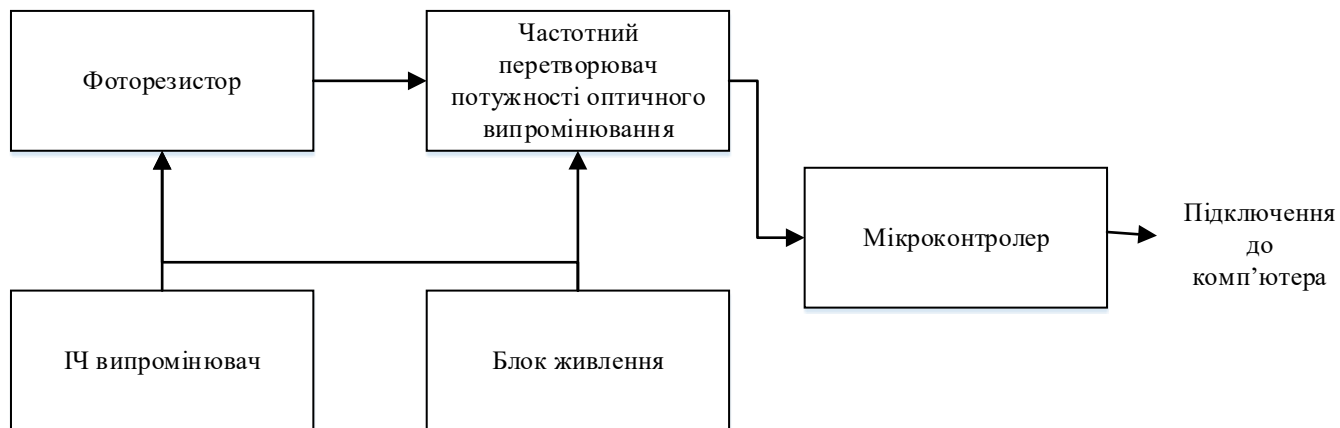 Фоторезистор
Частотний
перетворювач
потужності оптичного
випромінювання
Мікроконтролер
Підключення
до
комп’ютера
ІЧ випромінювач
Блок живлення